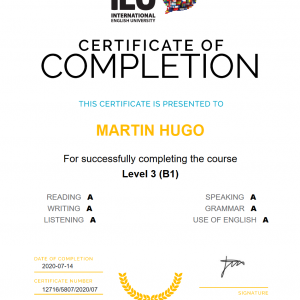 IEU
INTERNATIONAL
ENGLISH UNIVERSITY
CERTIFICATE OF
COMPLETION
THIS CERTIFICATE IS PRESENTED TO
MARTIN HUGO
For successfully completing the course
Level 3 (B1)
READING A
SPEAKING A
WRITING A
GRAMMAR A
LISTENING A
USE OF ENGLISH A
DATE OF COMPLETION
2020-07-14
CERTIFICATE NUMBER
12716/5807/2020/07
SIGNATURE